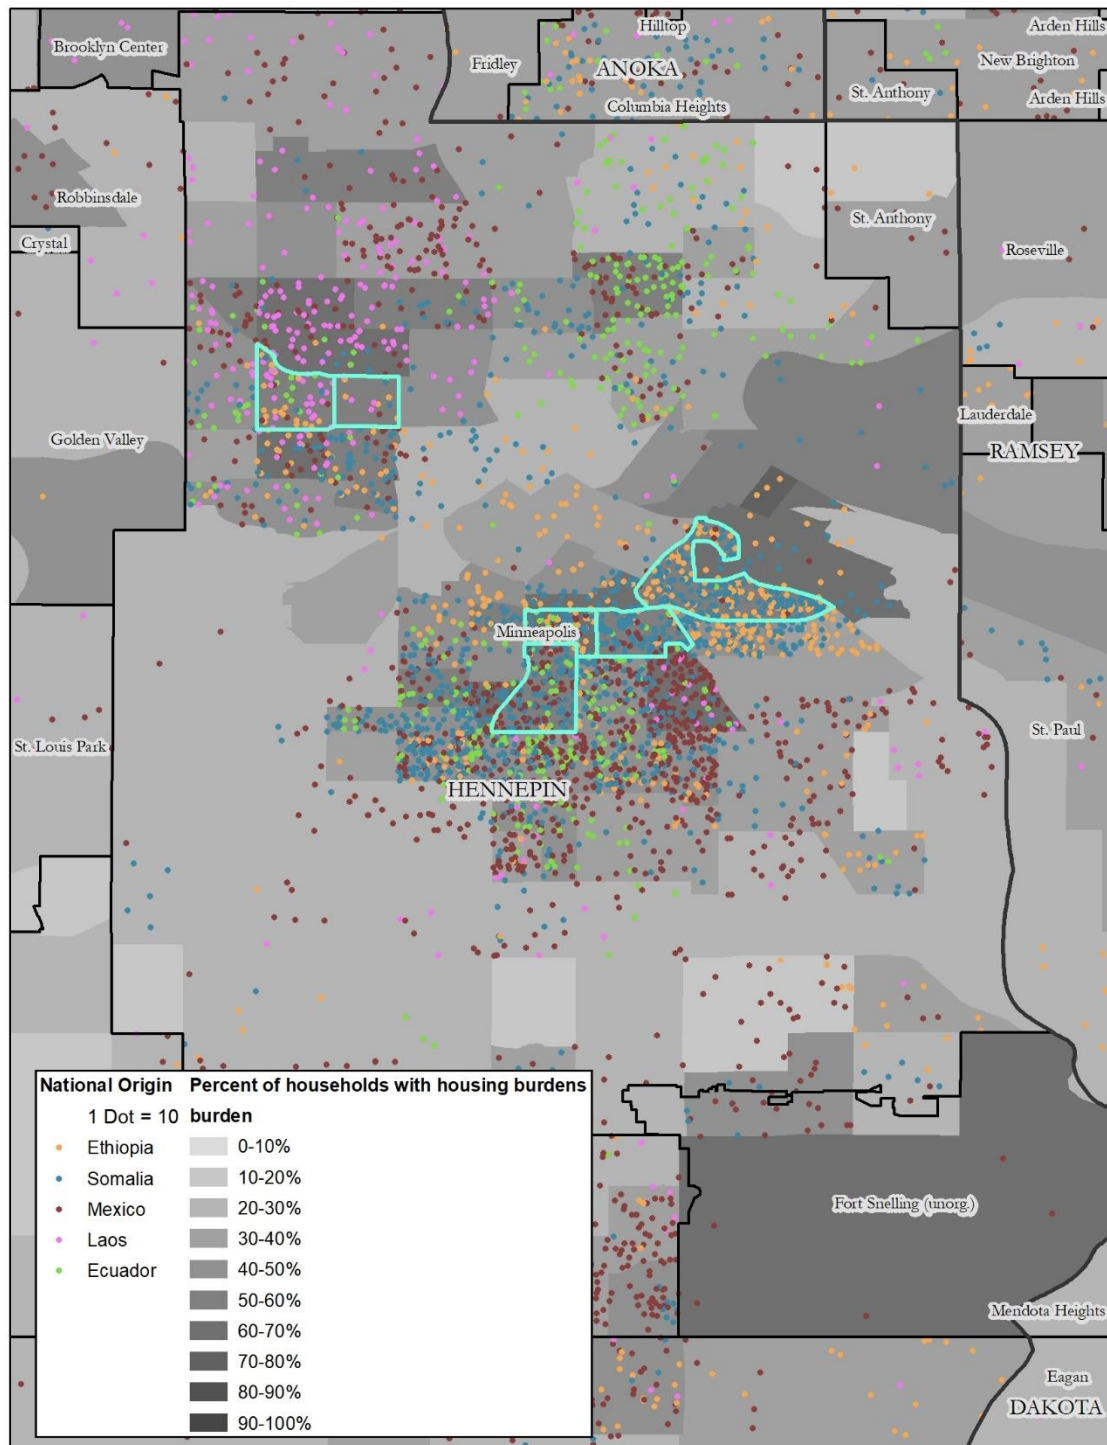 Hilltop
Arden Hills
Brooklyn Center
Fridley
ANOKA
New Brighton
St. Anthony
Arden Hills
Columbia Heights
Robbinsdale
St. Anthony
Crystal
Roseville
Lauderdale
Golden Valley
RAMSEY
Minneapolis
St. Louis Park
St. Paul
HENNEPIN
National Origin Percent of households with housing burdens
1 Dot = 10 burden
Ethiopia 0-10%
Somalia 10-20%
Mexico 20-30%
Laos 30-40%
Ecuador 40-50%
50-60%
60-70%
70-80%
80-90%
90-100%
Fort Snelling (unorg.)
Mendota Heights
Eagan
DAKOTA